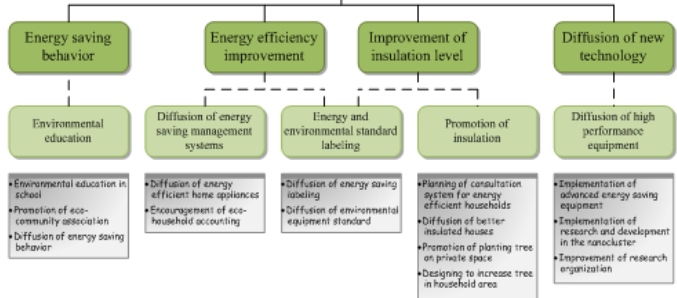 Energy saving
behavior
Energy efficiency
improvement
Improvement of
insulation level
Diffusion of new
technology
Environmental
education
Diffusion of energy
saving management
systems
Energy and
environmental standard
labeling
Promotion of
insulation
Diffusion of high
performance
equipment
•Environmental education in
school
•Promotion of eco-
community association
•Diffusion of energy saving
behavior
•Diffusion of energy
efficient home appliances
•Encouragement of eco-
household accounting
•Diffusion of energy saving
labeling
•Diffusion of environmental
equipment standard
•Planning of consultation
system for energy
efficient households
•Diffusion of better
insulated houses
•Promotion of planting tree
on private space
•Designing to increase tree
in household area
•Implementation of
advanced energy saving
equipment
•Implementation of
research and development
in the nanocluster
•Improvement of research
organization